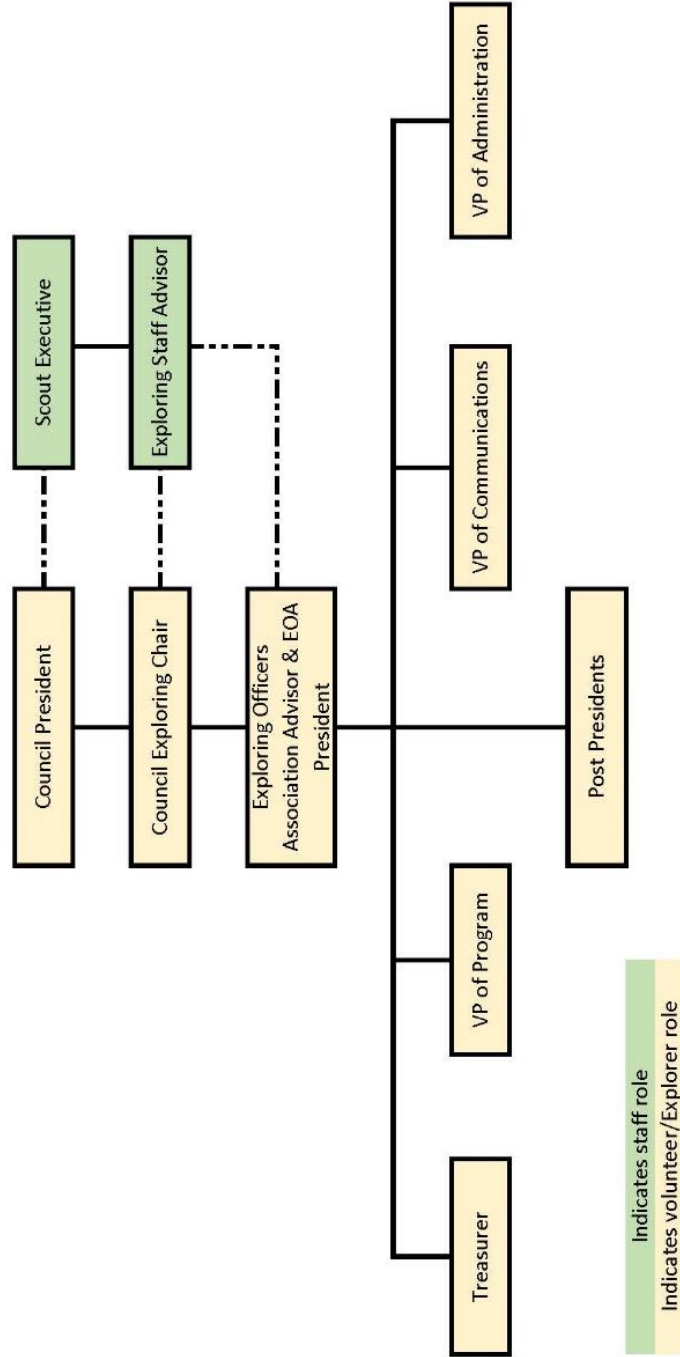 Council President
Scout Executive
Council Exploring Chair
Exploring Staff Advisor
Exploring Officers
Association Advisor & EOA
President
Treasurer
VP of Program
VP of Communications
VP of Administration
Post Presidents
Indicates staff role
Indicates volunteer/Explorer role